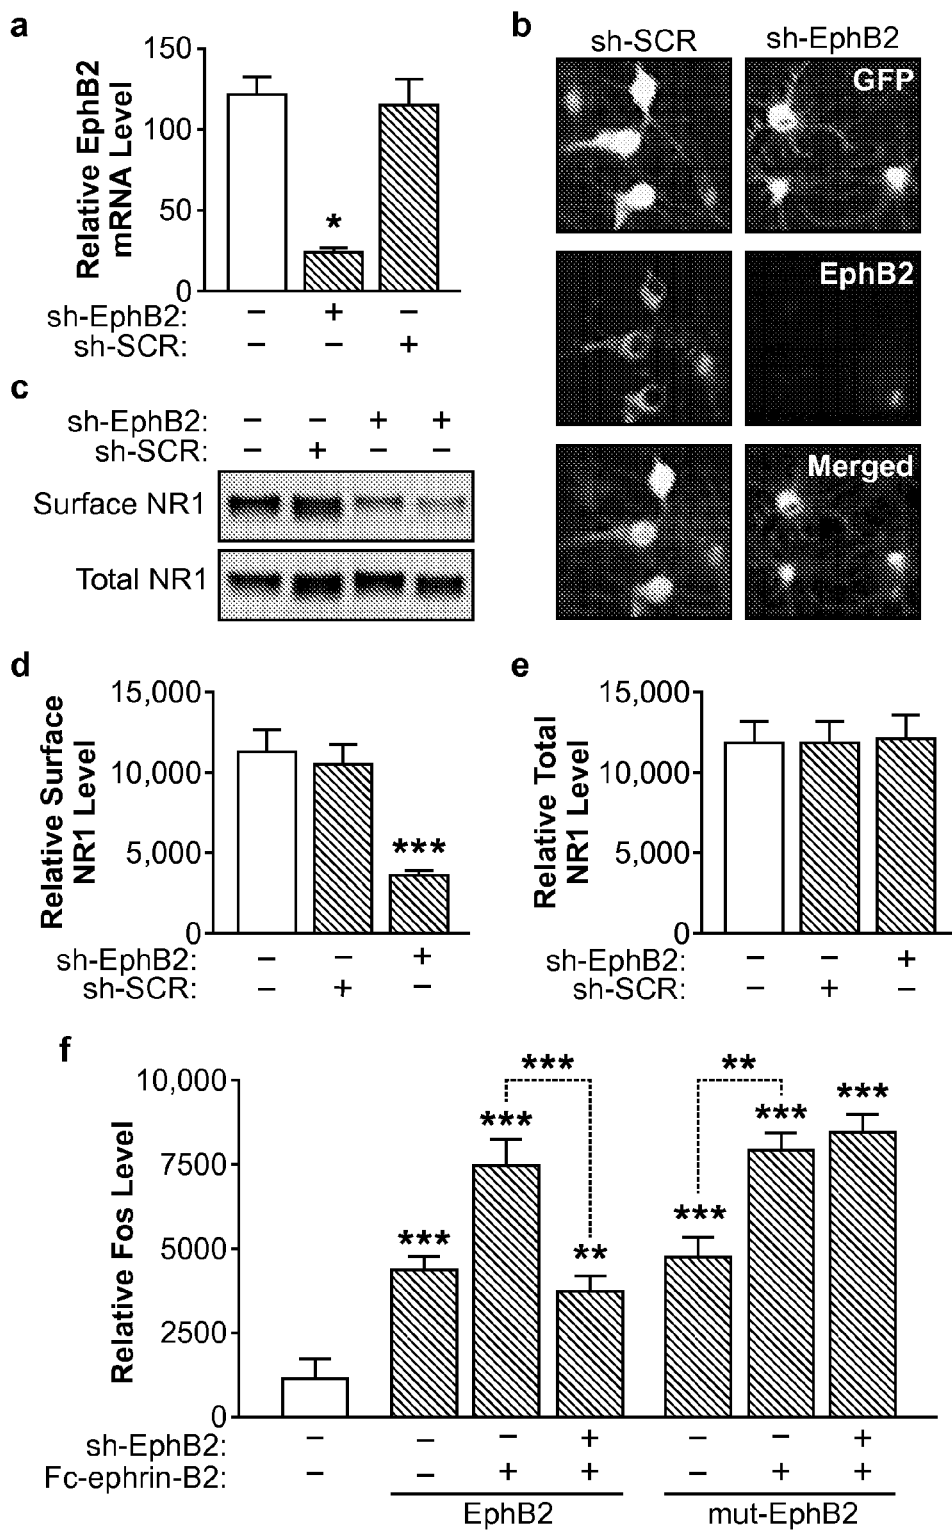 a
Relative EphB2
mRNA Level
150
100
50
0
*
sh-EphB2: – + –
sh-SCR: – – +
b
sh-SCR sh-EphB2
GFP
EphB2
Merged
c
sh-EphB2: – – + +
sh-SCR: – + – –
Surface NR1
Total NR1
d
Relative Surface
NR1 Level
15,000
10,000
5,000
0
***
sh-EphB2: – – +
sh-SCR: – + –
e
Relative Total
NR1 Level
15,000
10,000
5,000
0
sh-EphB2: – – +
sh-SCR: – + –
f
Relative Fos Level
10,000
7500
5000
2500
0
*** **
*** *** ***
*** ** ***
sh-EphB2: – – – + – – +
Fc-ephrin-B2: – – + + – + +
EphB2 mut-EphB2